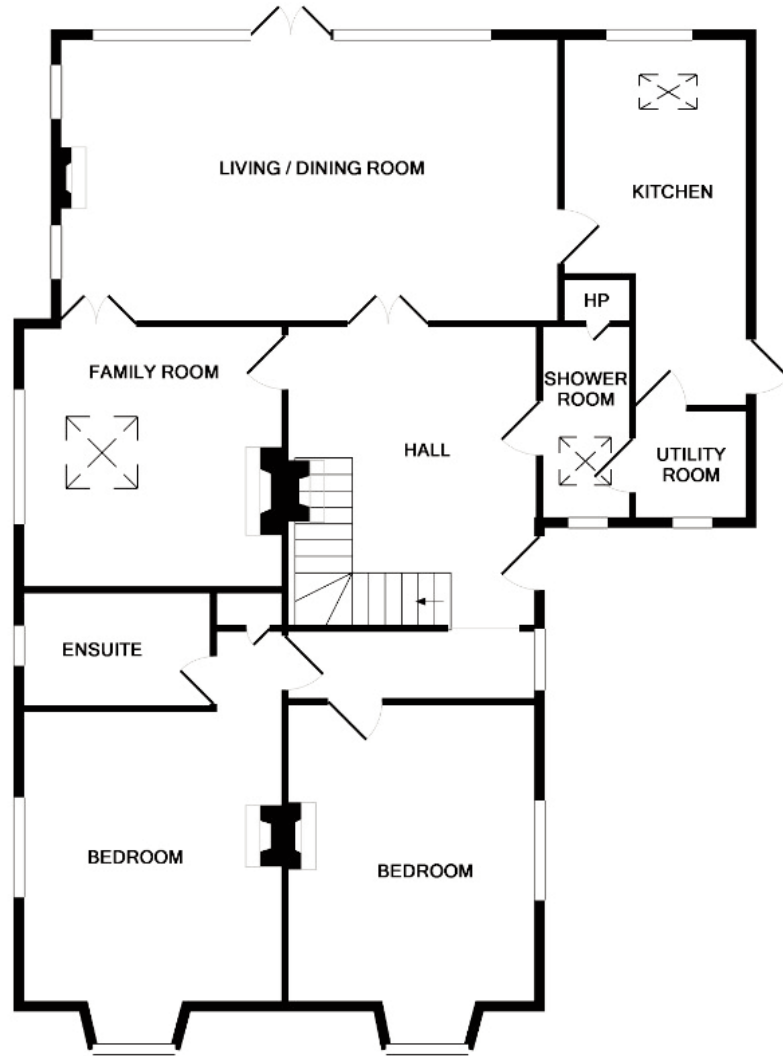 LIVING / DINING ROOM
KITCHEN
HP
FAMILY ROOM
SHOWER
ROOM
HALL
UTILITY
ROOM
ENSUITE
BEDROOM
BEDROOM